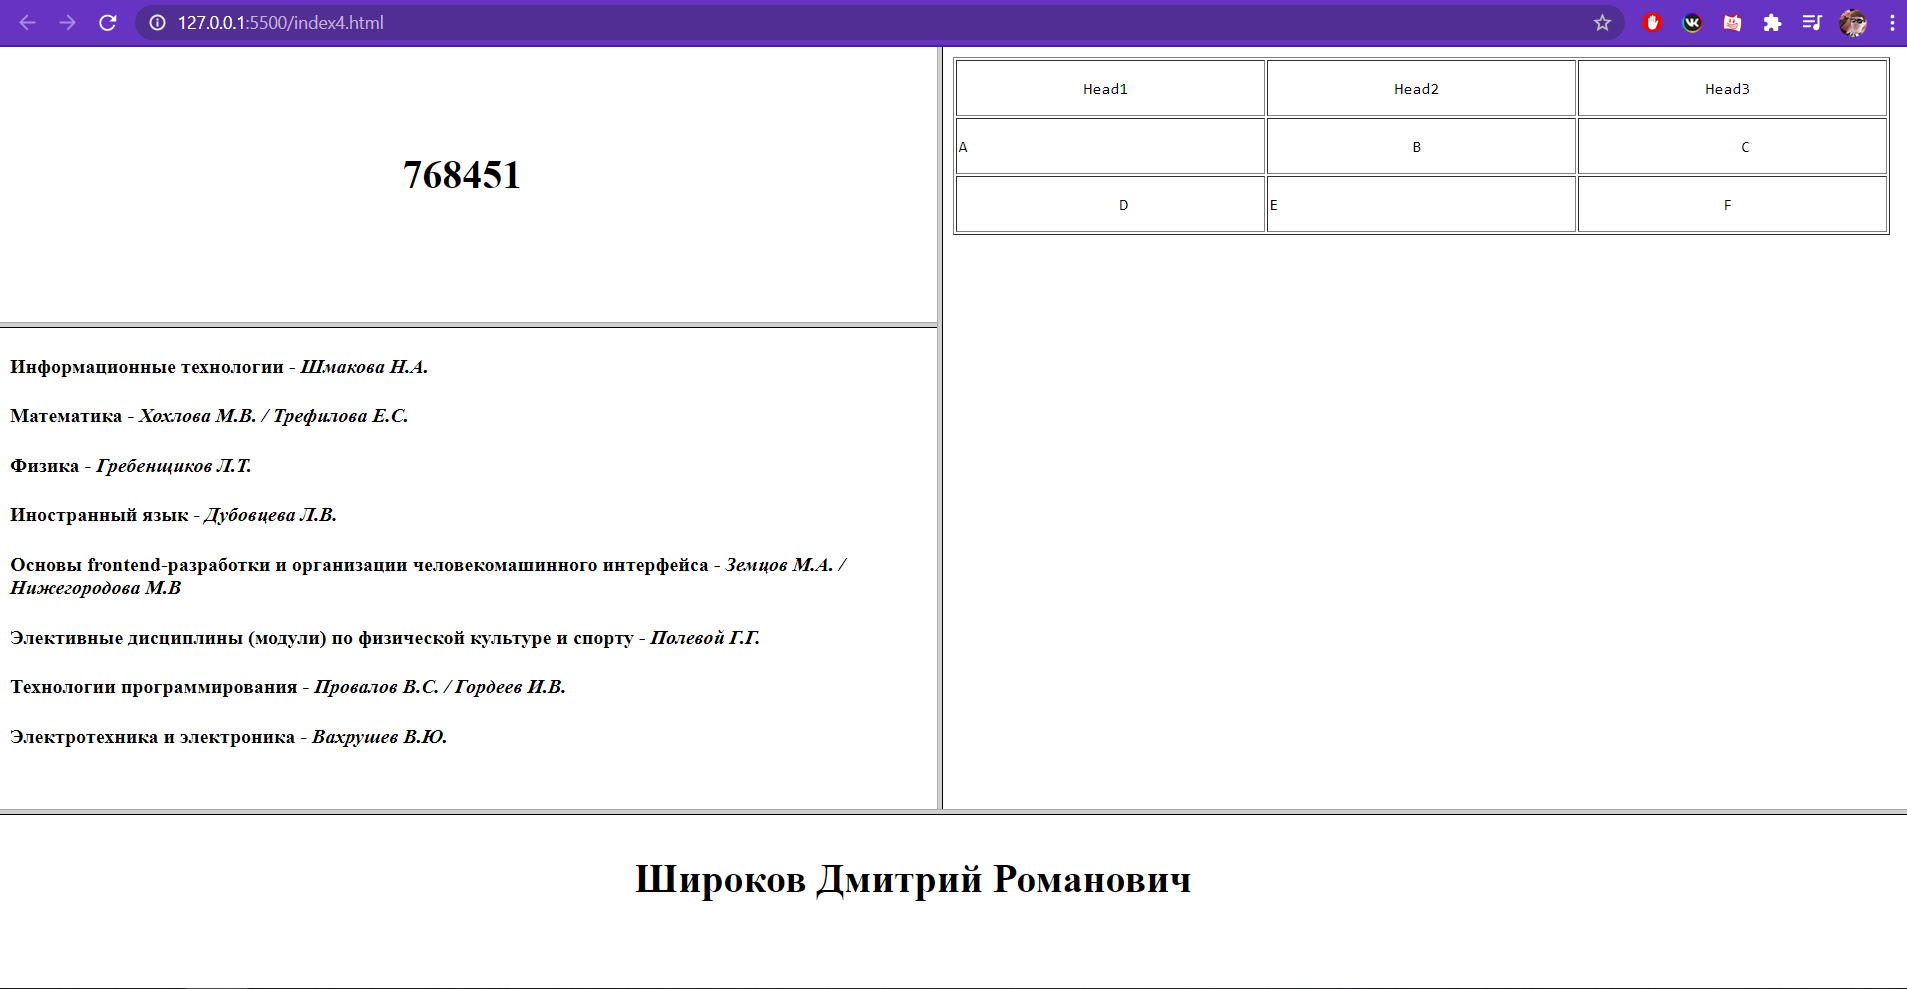 127.0.0.1:5500/index4.html
768451
Информационные технологии - Шмакова Н.А.
Математика - Хохлова М.В. / Трефилова Е.С.
Физика - Гребенщиков Л.Т.
Иностранный язык - Дубовцева Л.В.
Основы frontend-разработки и организации человекомашинного интерфейса - Земцов М.А. /
Нижегородова М.В
Элективные дисциплины (модули) по физической культуре и спорту - Полевой Г.Г.
Технологии программирования - Провалов В.С. / Гордеев И.В.
Электротехника и электроника - Вахрушев В.Ю.
Head1 Head2 Head3
A B C
D E F
Широков Дмитрий Романович